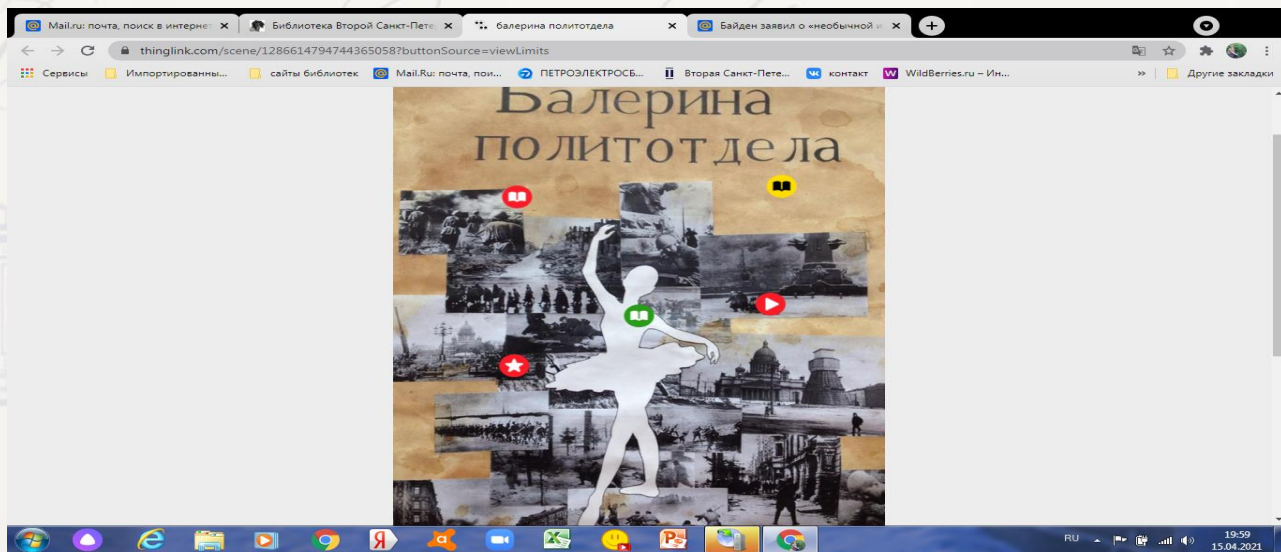 Mail.ru: почта, поиск в интернет
Библиотека Второй Санкт-Пете
балерина политотдела
Байден заявил о «необычной и
thinglink.com/scene/1286614794744365058?buttonSource=viewLimits
Сервисы
Импортированны...
сайты библиотек
Mail.Ru: почта, пои...
ПЕТРОЭЛЕКТРОСБ...
Вторая Санкт-Пете...
контакт
WildBerries.ru – Ин...
»
Другие закладки
Балерина
политотдела
RU
19:59
15.04.2021